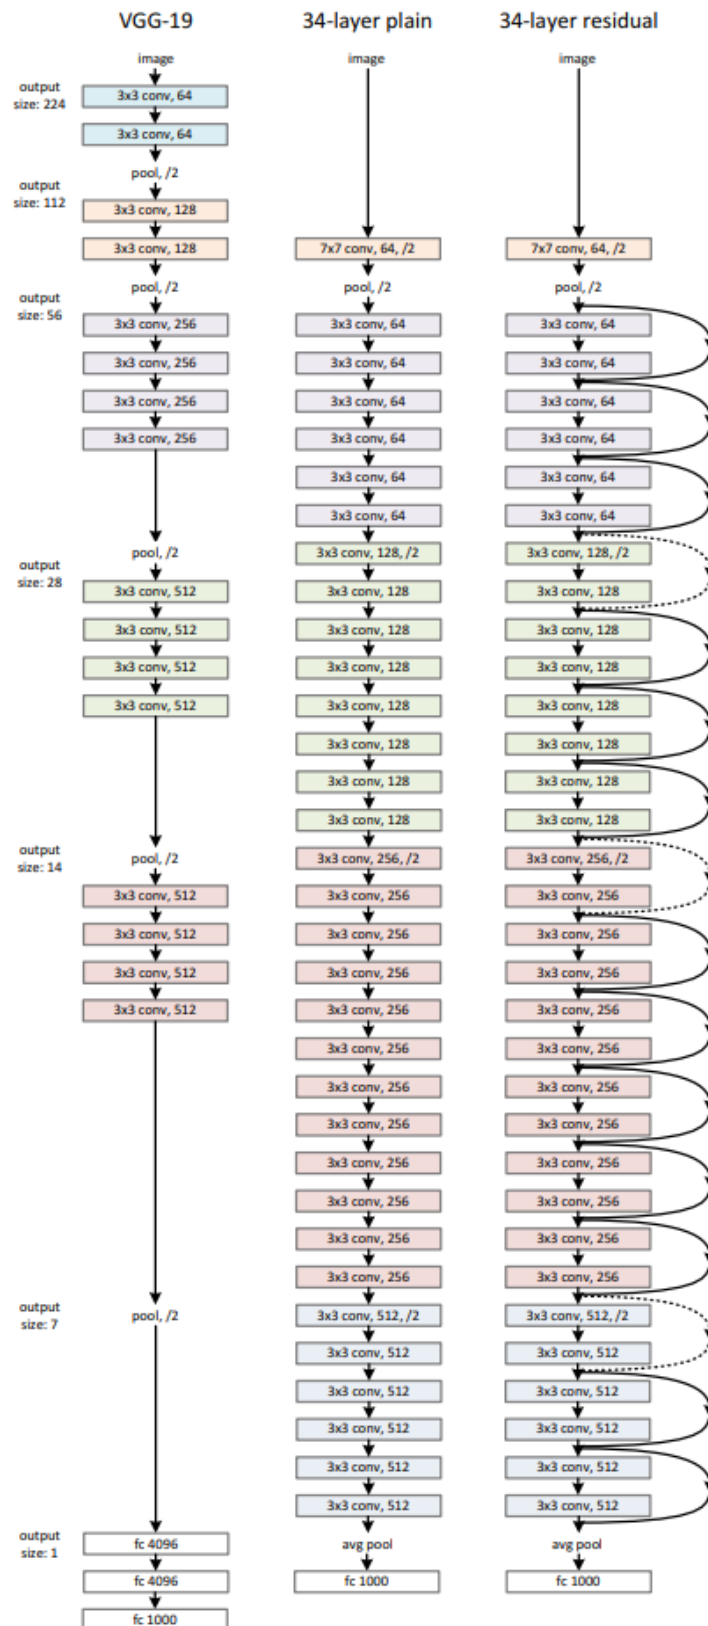 output
size: 224
output
size: 112
output
size: 56
output
size: 28
output
size: 14
output
size: 7
output
size: 1
VGG-19
image
3x3 conv, 64
3x3 conv, 64
pool, /2
3x3 conv, 128
3x3 conv, 128
pool, /2
3x3 conv, 256
3x3 conv, 256
3x3 conv, 256
3x3 conv, 256
pool, /2
3x3 conv, 512
3x3 conv, 512
3x3 conv, 512
3x3 conv, 512
pool, /2
3x3 conv, 512
3x3 conv, 512
3x3 conv, 512
3x3 conv, 512
pool, /2
fc 4096
fc 4096
fc 1000
34-layer plain
image
7x7 conv, 64, /2
pool, /2
3x3 conv, 64
3x3 conv, 64
3x3 conv, 64
3x3 conv, 64
3x3 conv, 64
3x3 conv, 64
3x3 conv, 128, /2
3x3 conv, 128
3x3 conv, 128
3x3 conv, 128
3x3 conv, 128
3x3 conv, 128
3x3 conv, 128
3x3 conv, 128
3x3 conv, 256, /2
3x3 conv, 256
3x3 conv, 256
3x3 conv, 256
3x3 conv, 256
3x3 conv, 256
3x3 conv, 256
3x3 conv, 256
3x3 conv, 256
3x3 conv, 256
3x3 conv, 256
3x3 conv, 256
3x3 conv, 512, /2
3x3 conv, 512
3x3 conv, 512
3x3 conv, 512
3x3 conv, 512
3x3 conv, 512
avg pool
fc 1000
34-layer residual
image
7x7 conv, 64, /2
pool, /2
3x3 conv, 64
3x3 conv, 64
3x3 conv, 64
3x3 conv, 64
3x3 conv, 64
3x3 conv, 64
3x3 conv, 128, /2
3x3 conv, 128
3x3 conv, 128
3x3 conv, 128
3x3 conv, 128
3x3 conv, 128
3x3 conv, 128
3x3 conv, 128
3x3 conv, 256, /2
3x3 conv, 256
3x3 conv, 256
3x3 conv, 256
3x3 conv, 256
3x3 conv, 256
3x3 conv, 256
3x3 conv, 256
3x3 conv, 256
3x3 conv, 256
3x3 conv, 256
3x3 conv, 256
3x3 conv, 512, /2
3x3 conv, 512
3x3 conv, 512
3x3 conv, 512
3x3 conv, 512
3x3 conv, 512
avg pool
fc 1000